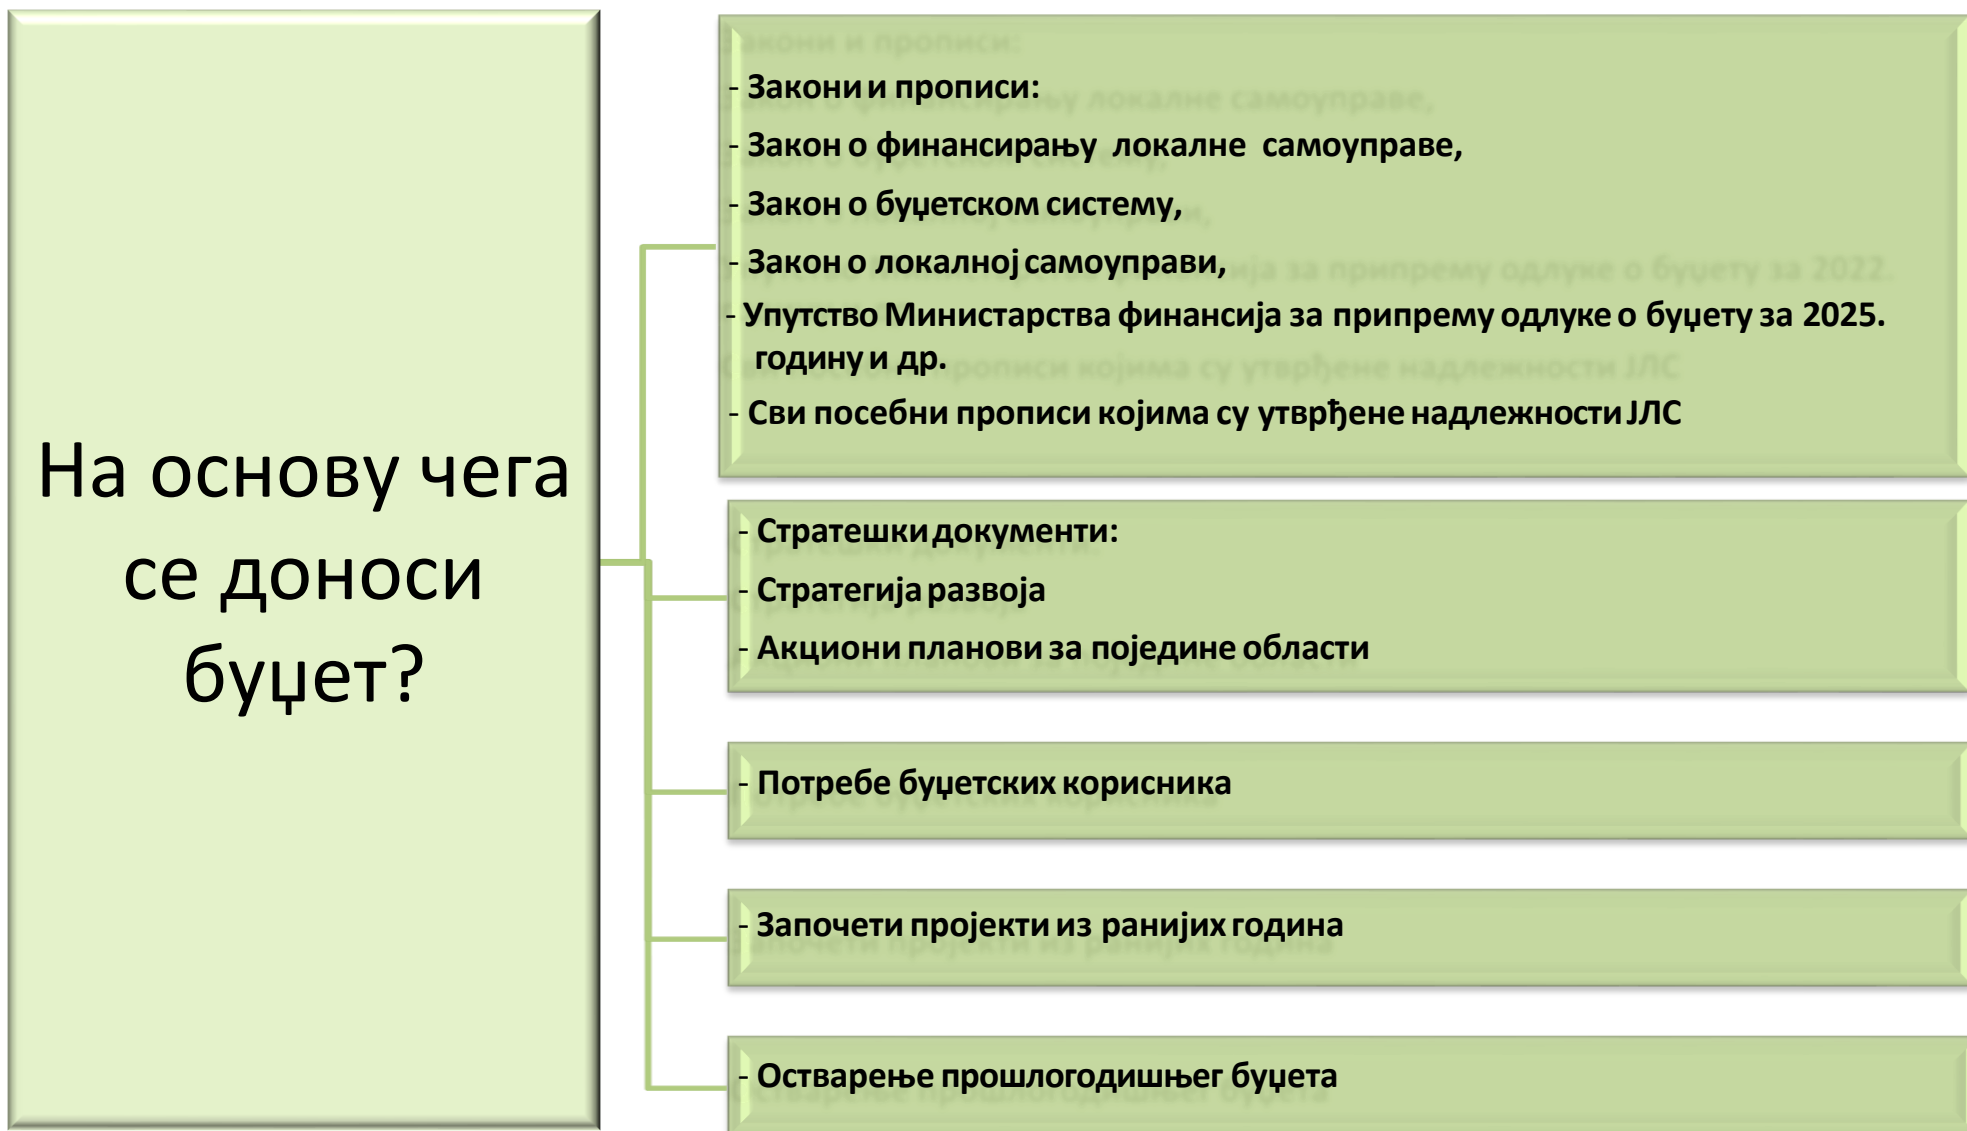 На основу чега
се доноси
буџет?
- Закони и прописи:
- Закон о финансирању локалне самоуправе,
- Закон о буџетском систему,
- Закон о локалној самоуправи,
- Упутство Министарства финансија за припрему одлуке о буџету за 2025.
годину и др.
- Сви посебни прописи којима су утврђене надлежности ЈЛС
- Стратешки документи:
- Стратегија развоја
- Акциони планови за поједине области
- Потребе буџетских корисника
- Започети пројекти из ранијих година
- Остварење прошлогодишњег буџета